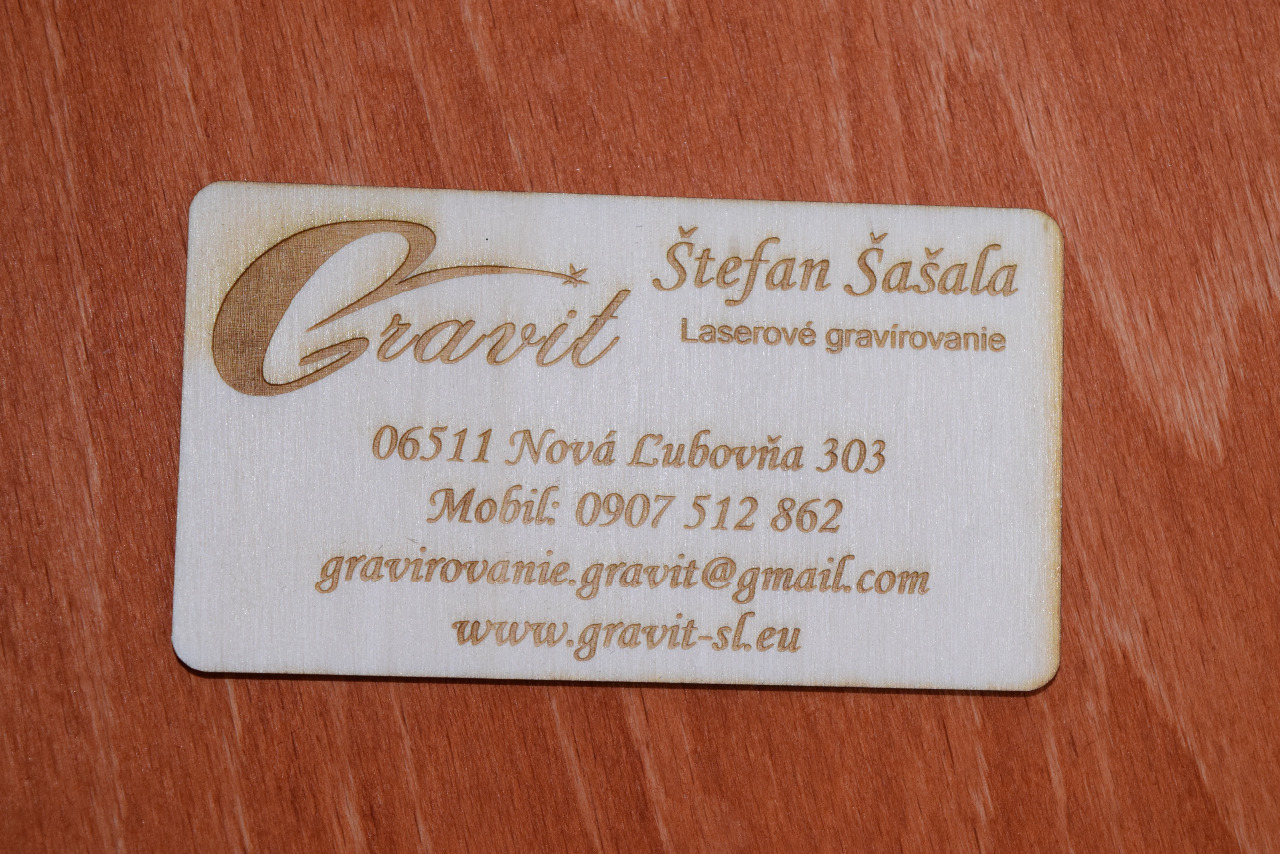 Gravit
Štefan Šašala
Laserové gravírovanie
06511 Nová Ľubovňa 303
Mobil: 0907 512 862
gravirovanie.gravit@gmail.com
www.gravit-sl.eu